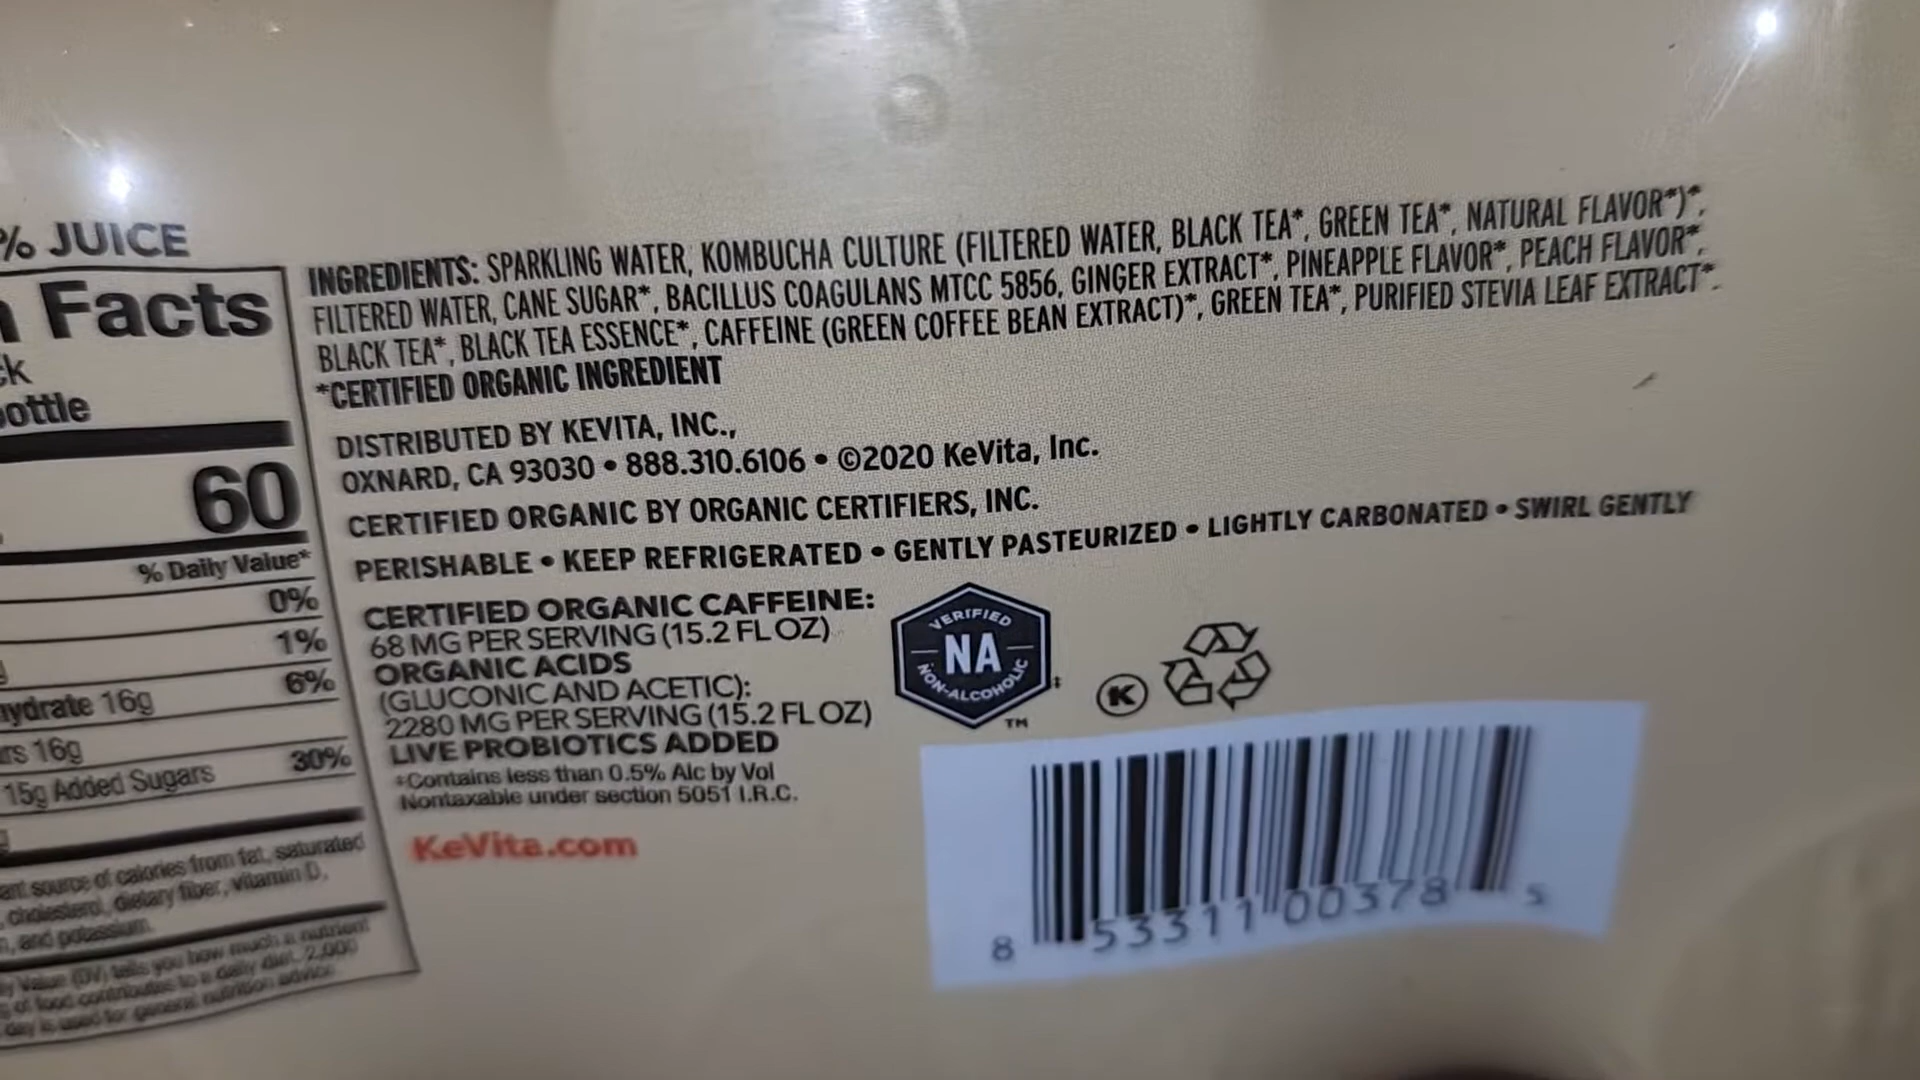 % JUICE
Facts
ottle
60
% Daily Value*
0%
1%
6%
ydrate 16g
rs 16g
15g Added Sugars 30%
ant source of calories from fat, saturated
cholesterol, dietary fiber, vitamin D,
and potassium.
Value (DV) tells you how much a nutrient
of food contributes to a daily diet. 2,000
day is used for general nutrition advice.
INGREDIENTS: SPARKLING WATER, KOMBUCHA CULTURE (FILTERED WATER, BLACK TEA*, GREEN TEA*, NATURAL FLAVOR*)*,
FILTERED WATER, CANE SUGAR*, BACILLUS COAGULANS MTCC 5856, GINGER EXTRACT*, PINEAPPLE FLAVOR*, PEACH FLAVOR*,
BLACK TEA*, BLACK TEA ESSENCE*, CAFFEINE (GREEN COFFEE BEAN EXTRACT)*, GREEN TEA*, PURIFIED STEVIA LEAF EXTRACT*.
*CERTIFIED ORGANIC INGREDIENT
DISTRIBUTED BY KEVITA, INC.,
OXNARD, CA 93030 • 888.310.6106 • ©2020 KeVita, Inc.
CERTIFIED ORGANIC BY ORGANIC CERTIFIERS, INC.
PERISHABLE • KEEP REFRIGERATED • GENTLY PASTEURIZED • LIGHTLY CARBONATED • SWIRL GENTLY
CERTIFIED ORGANIC CAFFEINE:
68 MG PER SERVING (15.2 FL OZ)
ORGANIC ACIDS
(GLUCONIC AND ACETIC):
2280 MG PER SERVING (15.2 FL OZ)
LIVE PROBIOTICS ADDED
‡Contains less than 0.5% Alc by Vol
Nontaxable under section 5051 I.R.C.
KeVita.com
VERIFIED
NA
NON-ALCOHOLIC
‡
TM
K
8 53311 00378 5